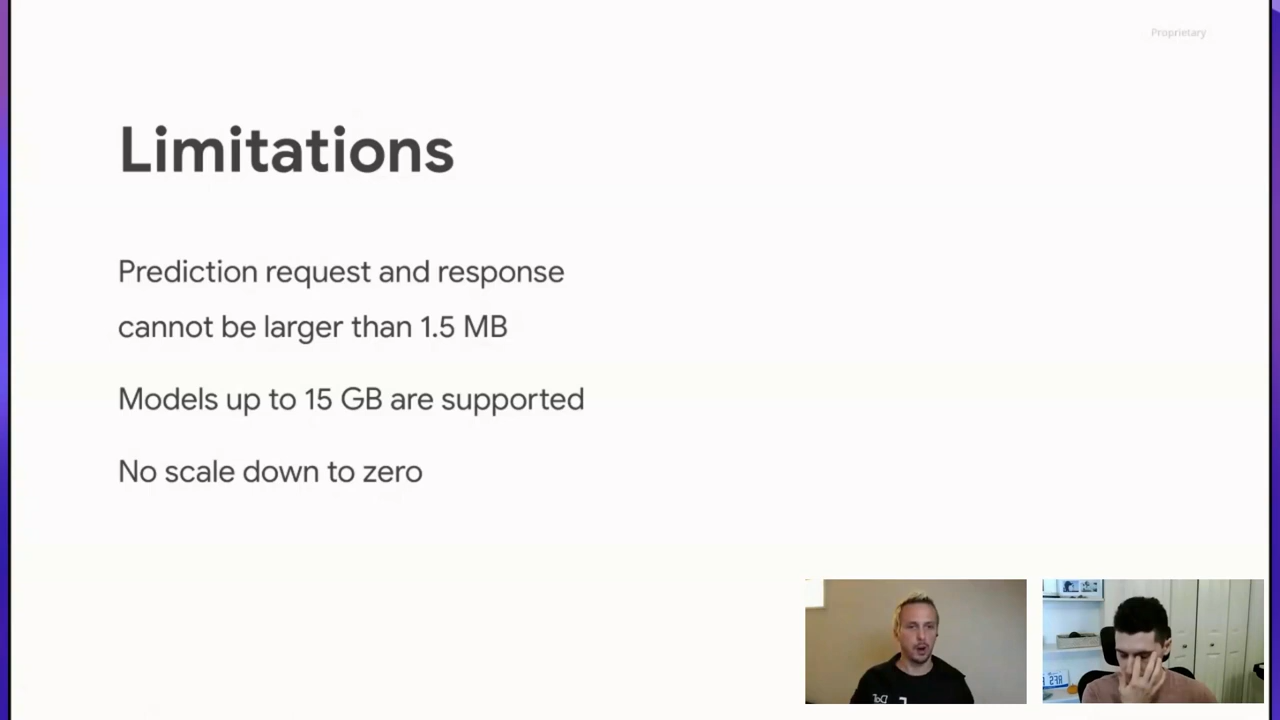 Proprietary
Limitations
Prediction request and response
cannot be larger than 1.5 MB
Models up to 15 GB are supported
No scale down to zero